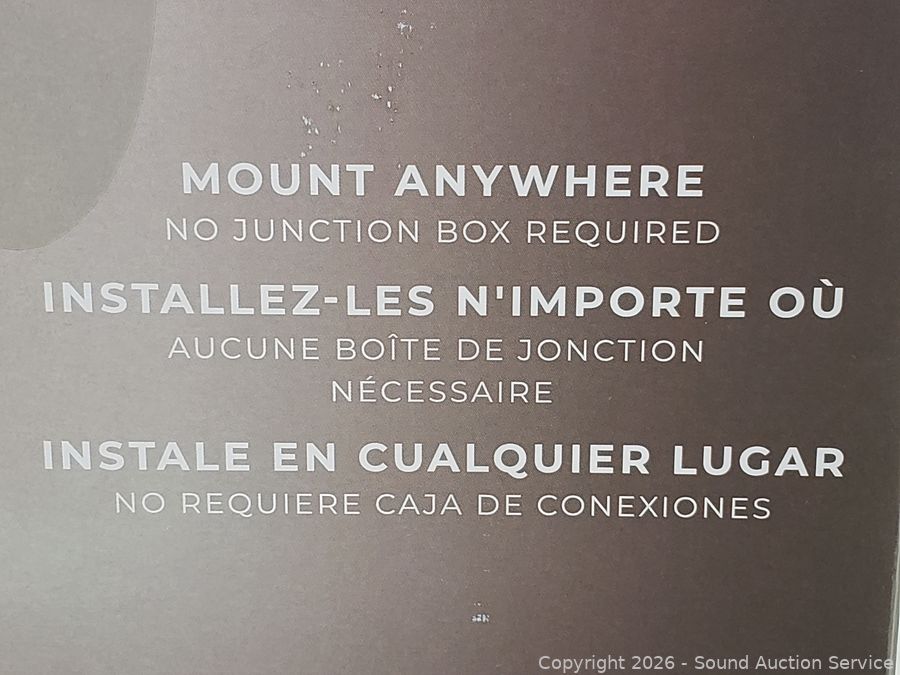 MOUNT ANYWHERE
NO JUNCTION BOX REQUIRED
INSTALLEZ-LES N'IMPORTE OÙ
AUCUNE BOÎTE DE JONCTION
NÉCESSAIRE
INSTALE EN CUALQUIER LUGAR
NO REQUIERE CAJA DE CONEXIONES
Copyright 2026 - Sound Auction Service